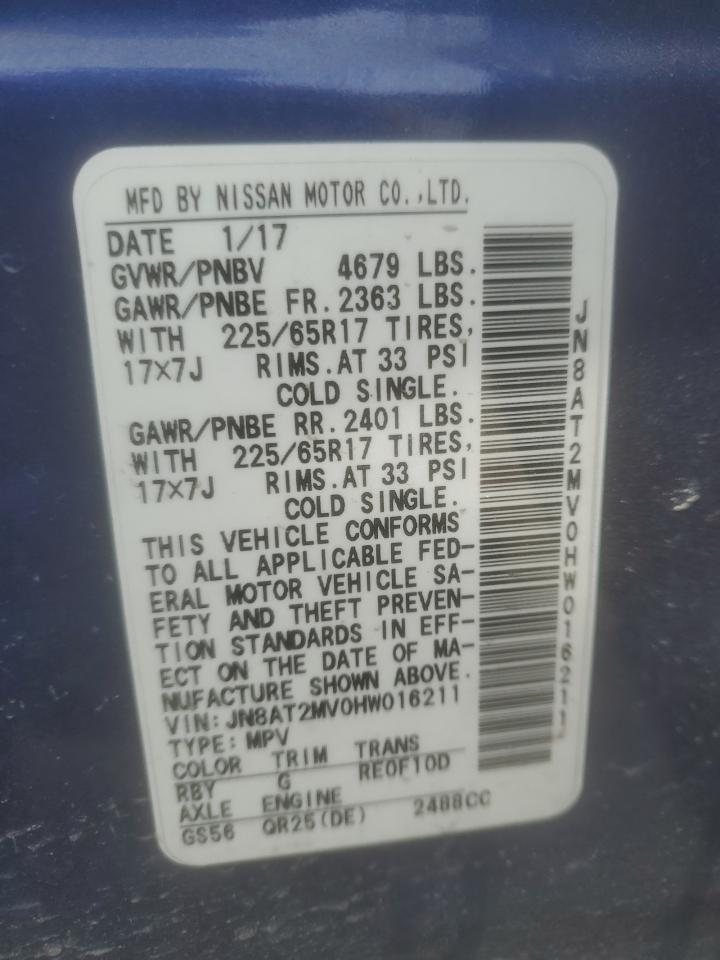 MFD BY NISSAN MOTOR CO.,LTD.
DATE 1/17
GVWR/PNBV 4679 LBS.
GAWR/PNBE FR.2363 LBS.
WITH 225/65R17 TIRES,
17×7J RIMS.AT 33 PSI
COLD SINGLE.
GAWR/PNBE RR.2401 LBS.
WITH 225/65R17 TIRES,
17×7J RIMS.AT 33 PSI
COLD SINGLE.
THIS VEHICLE CONFORMS
TO ALL APPLICABLE FED-
ERAL MOTOR VEHICLE SA-
FETY AND THEFT PREVEN-
TION STANDARDS IN EFF-
ECT ON THE DATE OF MA-
NUFACTURE SHOWN ABOVE.
VIN:JN8AT2MV0HW016211
TYPE:MPV
COLOR TRIM TRANS
RBY G RE0F10D
AXLE ENGINE
GS56 QR25(DE) 2488CC
JN8AT2MV0HW016211